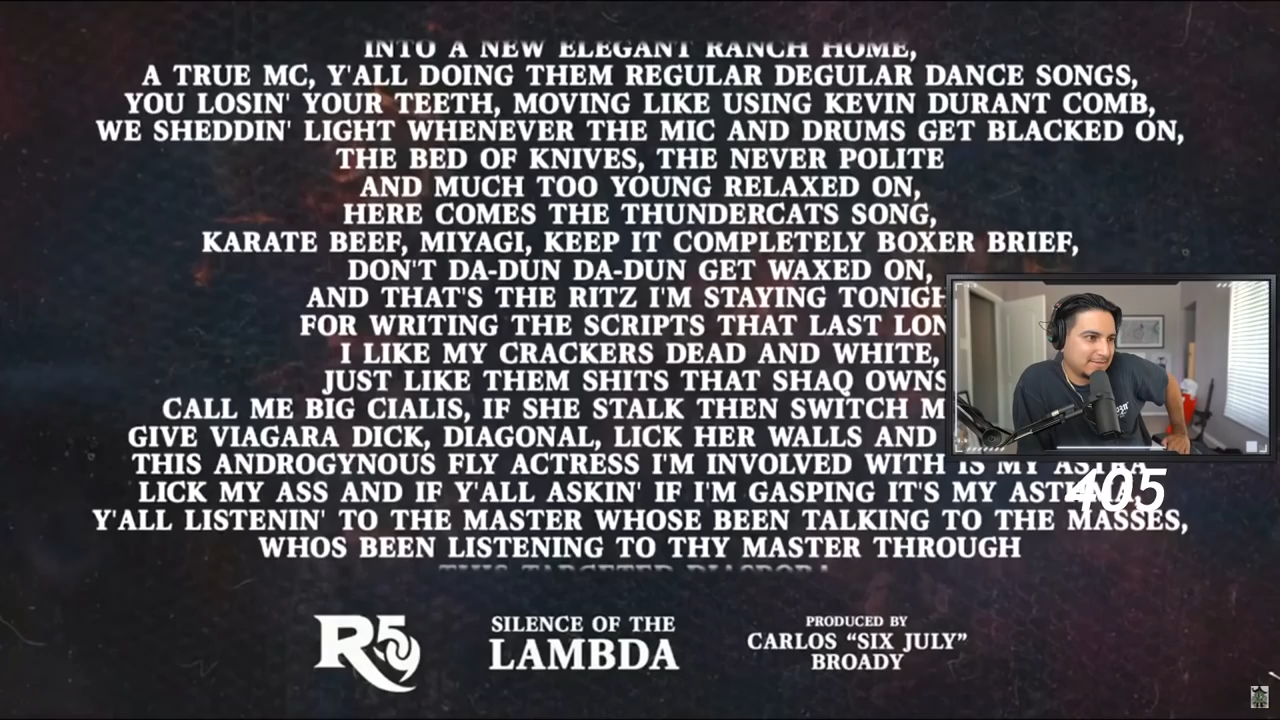 INTO A NEW ELEGANT RANCH HOME,
A TRUE MC, Y'ALL DOING THEM REGULAR DEGULAR DANCE SONGS,
YOU LOSIN' YOUR TEETH, MOVING LIKE USING KEVIN DURANT COMB,
WE SHEDDIN' LIGHT WHENEVER THE MIC AND DRUMS GET BLACKED ON,
THE BED OF KNIVES, THE NEVER POLITE
AND MUCH TOO YOUNG RELAXED ON,
HERE COMES THE THUNDERCATS SONG,
KARATE BEEF, MIYAGI, KEEP IT COMPLETELY BOXER BRIEF,
DON'T DA-DUN DA-DUN GET WAXED ON,
AND THAT'S THE RITZ I'M STAYING
FOR WRITING THE SCRIPTS THAT LAST
I LIKE MY CRACKERS DEAD AND WHITE,
JUST LIKE THEM SHITS THAT SHAQ OWNS
CALL ME BIG CIALIS, IF SHE STALK THEN SWITCH
GIVE VIAGARA DICK, DIAGONAL, LICK HER WALLS AND
THIS ANDROGYNOUS FLY ACTRESS I'M INVOLVED WITH IS MY
LICK MY ASS AND IF Y'ALL ASKIN' IF I'M GASPING IT'S MY
405
Y'ALL LISTENIN' TO THE MASTER WHOSE BEEN TALKING TO THE MASSES,
WHOS BEEN LISTENING TO THY MASTER THROUGH
THIS TARGETED DIASPORA
R5
SILENCE OF THE
LAMBDA
PRODUCED BY
CARLOS “SIX JULY”
BROADY